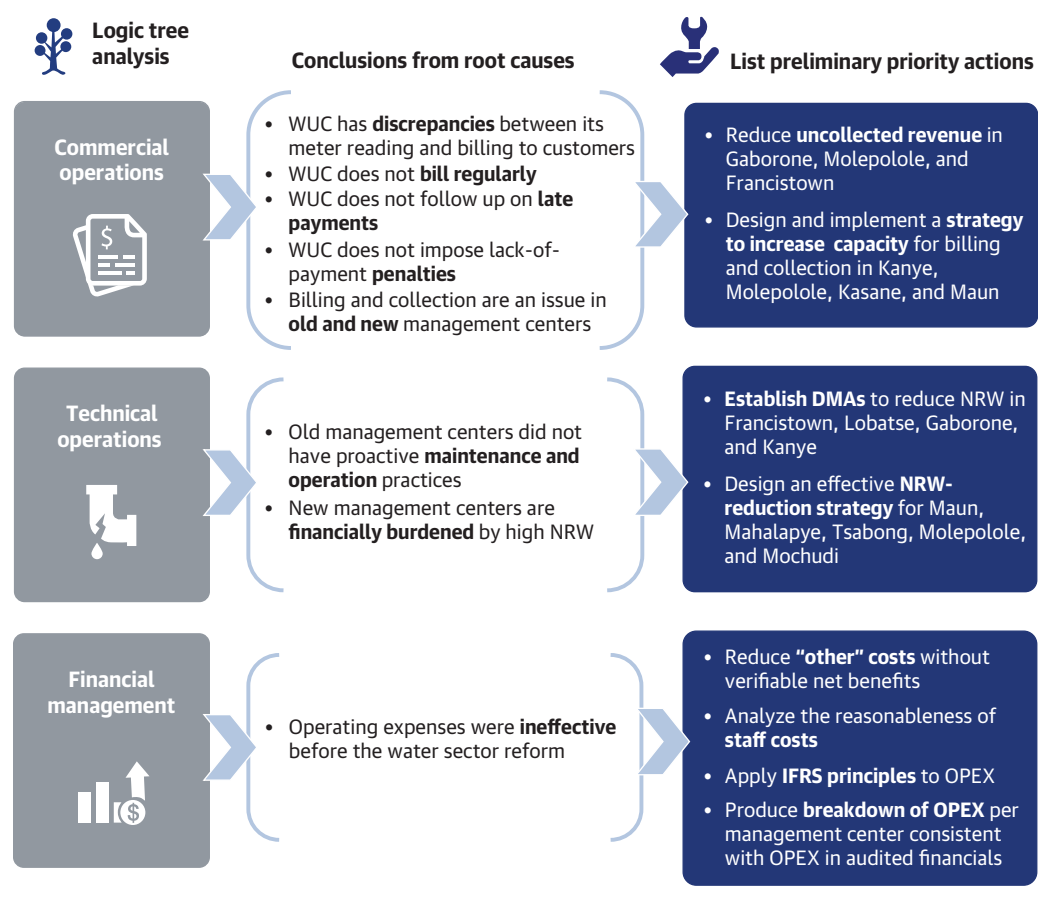 Logic tree
analysis
Conclusions from root causes
List preliminary priority actions
Commercial
operations
$
• WUC has discrepancies between its
meter reading and billing to customers
• WUC does not bill regularly
• WUC does not follow up on late
payments
• WUC does not impose lack-of-
payment penalties
• Billing and collection are an issue in
old and new management centers
• Reduce uncollected revenue in
Gaborone, Molepolole, and
Francistown
• Design and implement a strategy
to increase capacity for billing
and collection in Kanye,
Molepolole, Kasane, and Maun
Technical
operations
• Old management centers did not
have proactive maintenance and
operation practices
• New management centers are
financially burdened by high NRW
• Establish DMAs to reduce NRW in
Francistown, Lobatse, Gaborone,
and Kanye
• Design an effective NRW-
reduction strategy for Maun,
Mahalapye, Tsabong, Molepolole,
and Mochudi
Financial
management
$
• Operating expenses were ineffective
before the water sector reform
• Reduce “other” costs without
verifiable net benefits
• Analyze the reasonableness of
staff costs
• Apply IFRS principles to OPEX
• Produce breakdown of OPEX per
management center consistent
with OPEX in audited financials